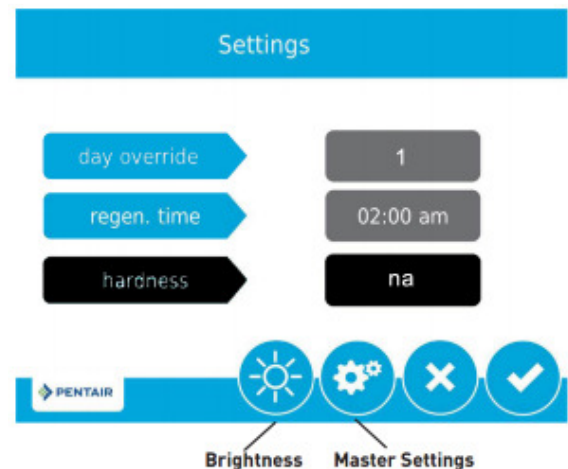 Settings
day override 1
regen. time 02:00 am
hardness na
PENTAIR
Brightness Master Settings